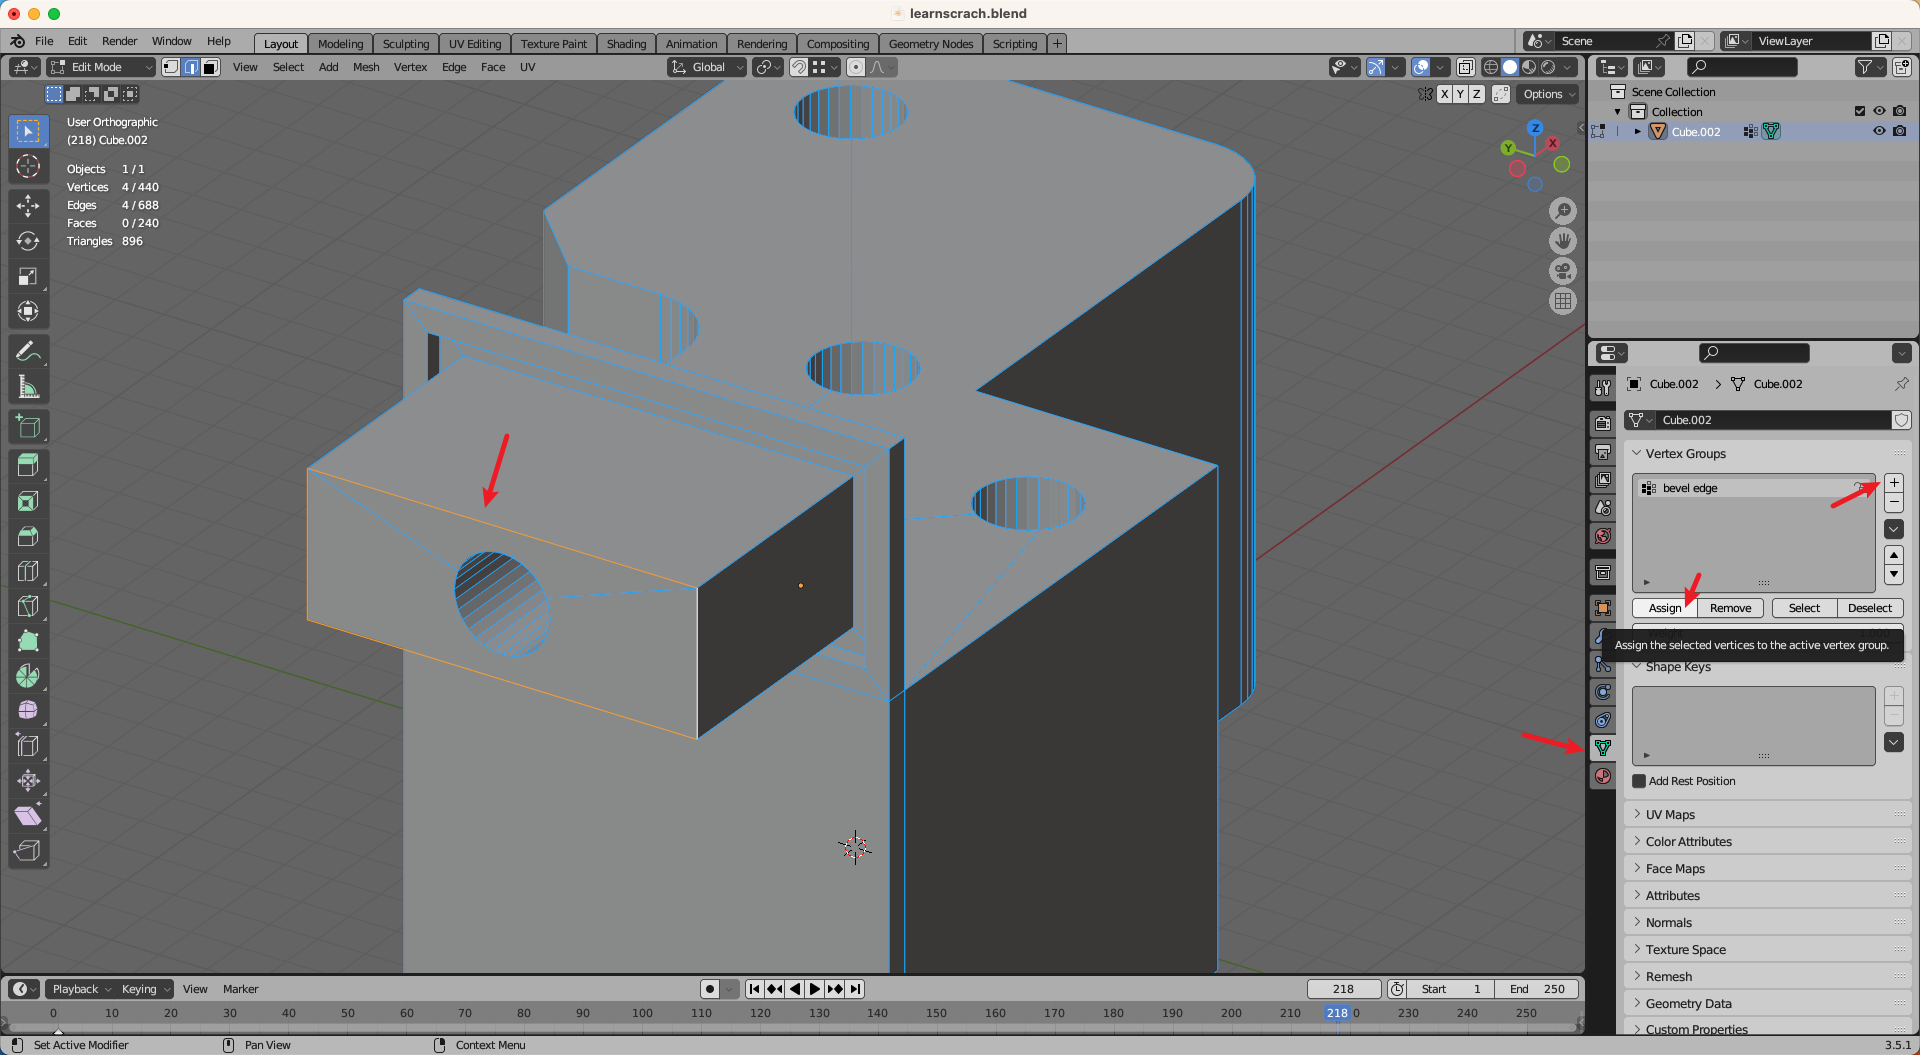 learnscrach.blend
File Edit Render Window Help
Layout Modeling Sculpting UV Editing Texture Paint Shading Animation Rendering Compositing Geometry Nodes Scripting +
Scene
ViewLayer
Edit Mode
View Select Add Mesh Vertex Edge Face UV
Global
X Y Z
Options
User Orthographic
(218) Cube.002
Objects 1 / 1
Vertices 4 / 440
Edges 4 / 688
Faces 0 / 240
Triangles 896
Z
Y
X
Scene Collection
Collection
Cube.002
Cube.002 > Cube.002
Cube.002
Vertex Groups
bevel edge
Assign Remove Select Deselect
Assign the selected vertices to the active vertex group.
Shape Keys
Add Rest Position
UV Maps
Color Attributes
Face Maps
Attributes
Normals
Texture Space
Remesh
Geometry Data
Custom Properties
Playback Keying View Marker
218
Start 1
End 250
0 10 20 30 40 50 60 70 80 90 100 110 120 130 140 150 160 170 180 190 200 210 218 0 230 240 250
Set Active Modifier
Pan View
Context Menu
3.5.1